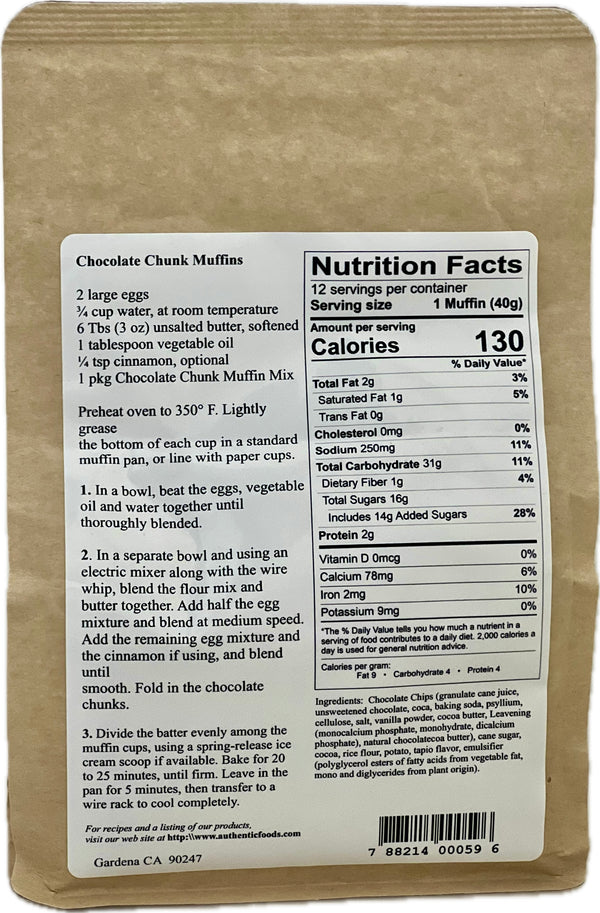 Chocolate Chunk Muffins
2 large eggs
¾ cup water, at room temperature
6 Tbs (3 oz) unsalted butter, softened
1 tablespoon vegetable oil
¼ tsp cinnamon, optional
1 pkg Chocolate Chunk Muffin Mix
Preheat oven to 350° F. Lightly
grease
the bottom of each cup in a standard
muffin pan, or line with paper cups.
1. In a bowl, beat the eggs, vegetable
oil and water together until
thoroughly blended.
2. In a separate bowl and using an
electric mixer along with the wire
whip, blend the flour mix and
butter together. Add half the egg
mixture and blend at medium speed.
Add the remaining egg mixture and
the cinnamon if using, and blend
until
smooth. Fold in the chocolate
chunks.
3. Divide the batter evenly among the
muffin cups, using a spring-release ice
cream scoop if available. Bake for 20
to 25 minutes, until firm. Leave in the
pan for 5 minutes, then transfer to a
wire rack to cool completely.
For recipes and a listing of our products,
visit our web site at http:\\www.authenticfoods.com
Gardena CA 90247
Nutrition Facts
12 servings per container
Serving size 1 Muffin (40g)
Amount per serving
Calories 130
% Daily Value*
Total Fat 2g 3%
Saturated Fat 1g 5%
Trans Fat 0g
Cholesterol 0mg 0%
Sodium 250mg 11%
Total Carbohydrate 31g 11%
Dietary Fiber 1g 4%
Total Sugars 16g
Includes 14g Added Sugars 28%
Protein 2g
Vitamin D 0mcg 0%
Calcium 78mg 6%
Iron 2mg 10%
Potassium 9mg 0%
*The % Daily Value tells you how much a nutrient in a
serving of food contributes to a daily diet. 2,000 calories a
day is used for general nutrition advice.
Calories per gram:
Fat 9 • Carbohydrate 4 • Protein 4
Ingredients: Chocolate Chips (granulate cane juice,
unsweetened chocolate, coca, baking soda, psyllium,
cellulose, salt, vanilla powder, cocoa butter, Leavening
(monocalcium phosphate, monohydrate, dicalcium
phosphate), natural chocolatecoa butter), cane sugar,
cocoa, rice flour, potato, tapio flavor, emulsifier
(polyglycerol esters of fatty acids from vegetable fat,
mono and diglycerides from plant origin).
7 88214 00059 6